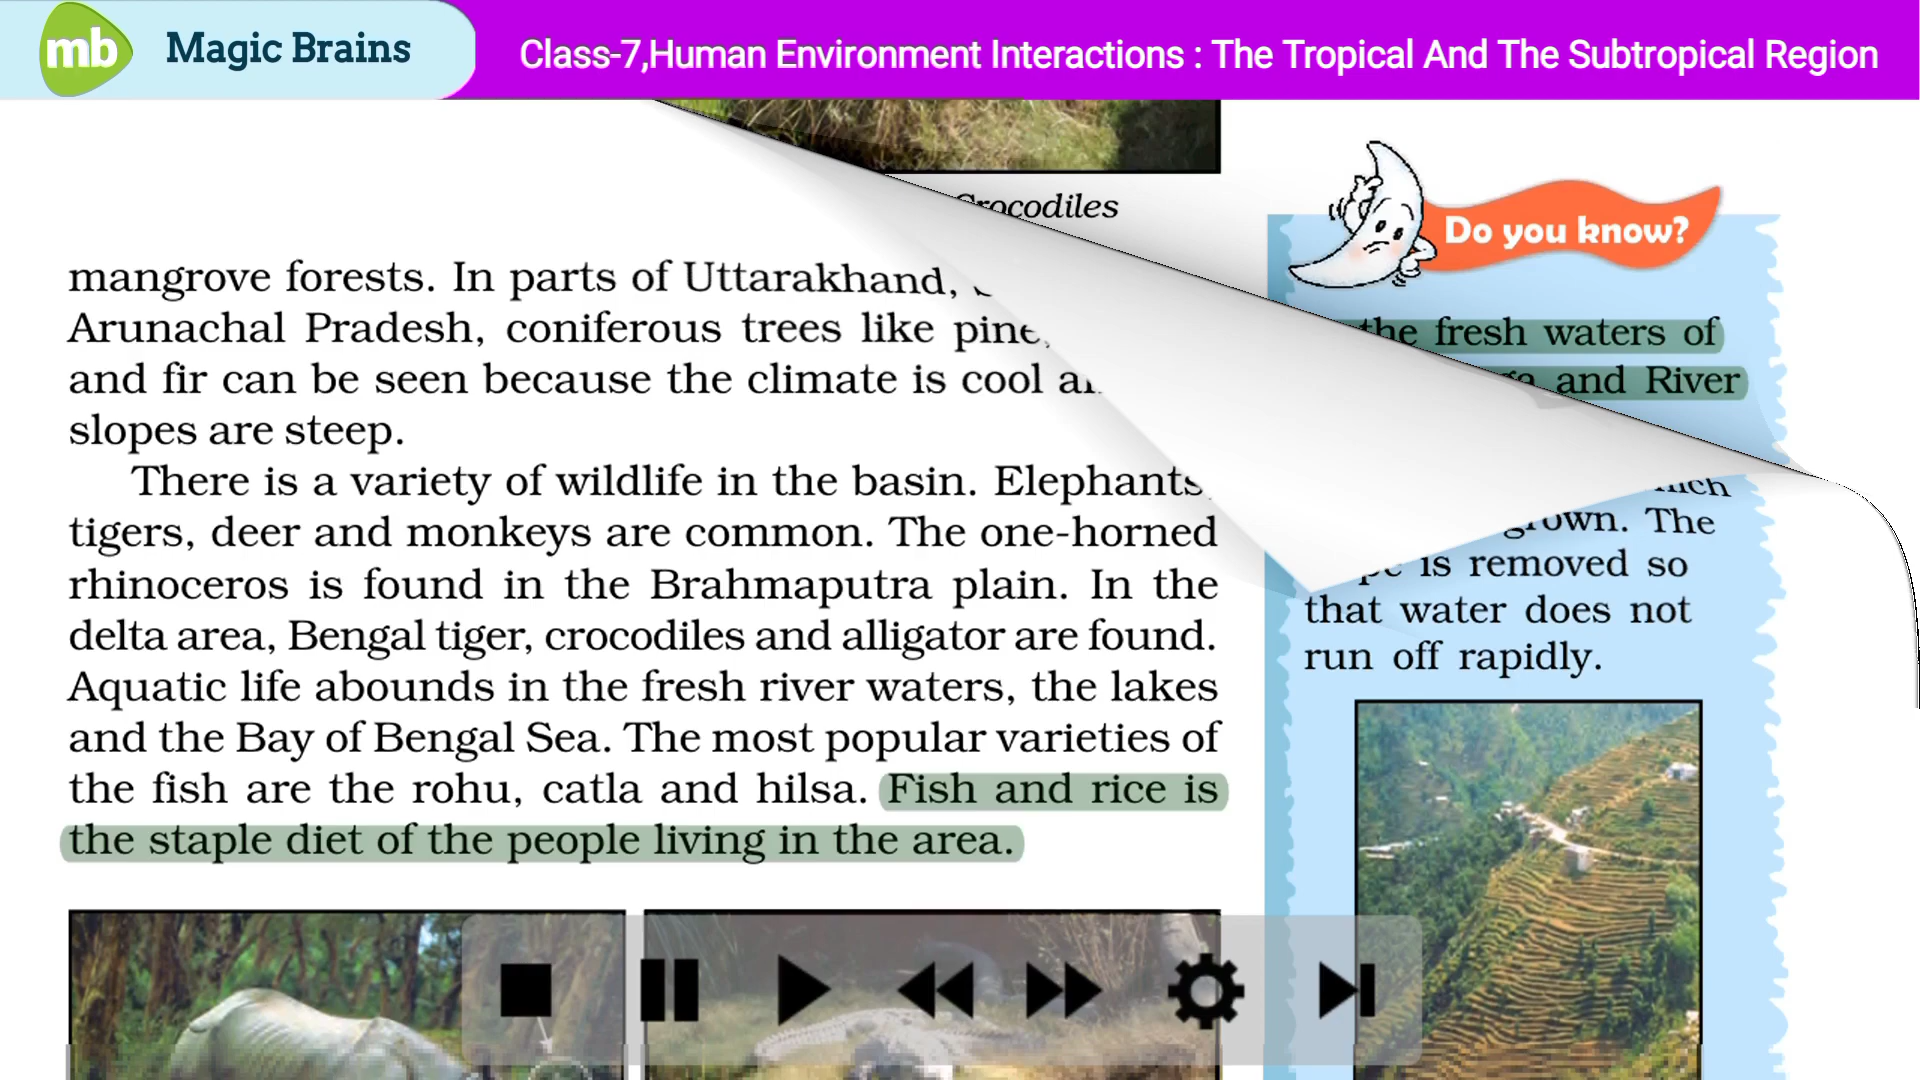 mb Magic Brains
Class-7,Human Environment Interactions : The Tropical And The Subtropical Region
Crocodiles
mangrove forests. In parts of Uttarakhand,
Arunachal Pradesh, coniferous trees like pine,
and fir can be seen because the climate is cool
slopes are steep.
There is a variety of wildlife in the basin. Elephants,
tigers, deer and monkeys are common. The one-horned
rhinoceros is found in the Brahmaputra plain. In the
delta area, Bengal tiger, crocodiles and alligator are found.
Aquatic life abounds in the fresh river waters, the lakes
and the Bay of Bengal Sea. The most popular varieties of
the fish are the rohu, catla and hilsa. Fish and rice is
the staple diet of the people living in the area.
Do you know?
the fresh waters of
and River
The
is removed so
that water does not
run off rapidly.